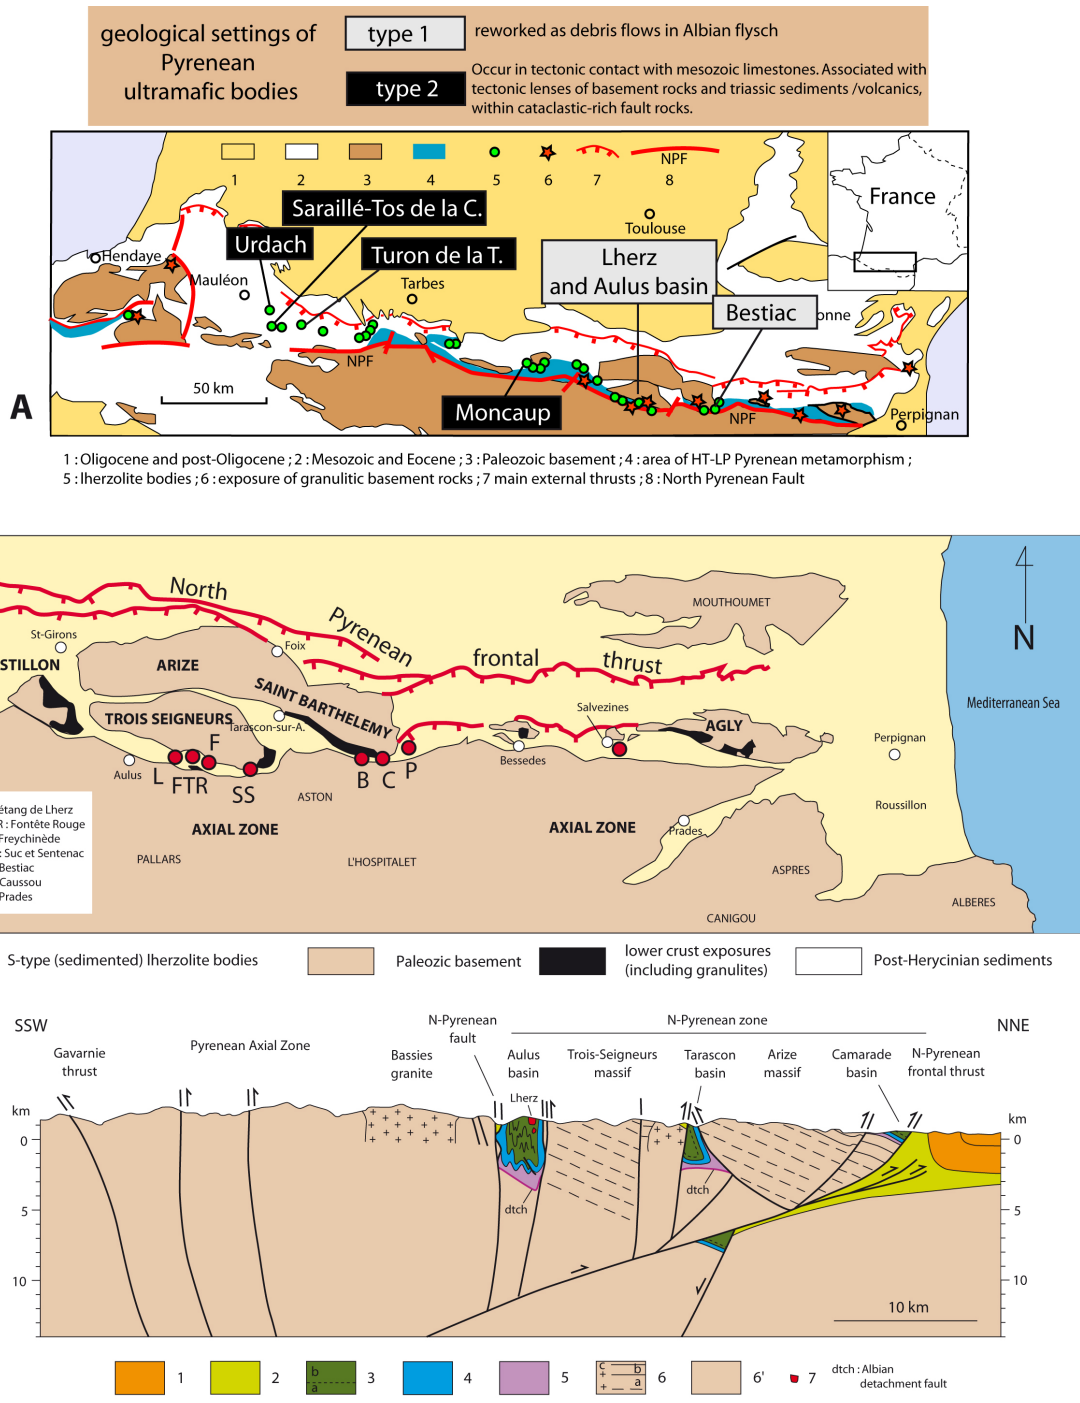 geological settings of
Pyrenean
ultramafic bodies
type 1
reworked as debris flows in Albian flysch
type 2
Occur in tectonic contact with mesozoic limestones. Associated with
tectonic lenses of basement rocks and triassic sediments /volcanics,
within cataclastic-rich fault rocks.
1
2
3
4
5
6
7
NPF
8
France
Saraillé-Tos de la C.
Urdach
Turon de la T.
Toulouse
Lherz
and Aulus basin
Hendaye
Mauléon
Tarbes
Bestiac
onne
NPF
50 km
Moncaup
NPF
Perpignan
A
1 : Oligocene and post-Oligocene ; 2 : Mesozoic and Eocene ; 3 : Paleozoic basement ; 4 : area of HT-LP Pyrenean metamorphism ;
5 : lherzolite bodies ; 6 : exposure of granulitic basement rocks ; 7 main external thrusts ; 8 : North Pyrenean Fault
North
Pyrenean
frontal
thrust
MOUTHOUMET
N
St-Girons
Foix
STILLON
ARIZE
SAINT BARTHELEMY
TROIS SEIGNEURS
Tarascon-sur-A.
Salvezines
AGLY
Mediterranean Sea
Perpignan
Bessedes
Aulus
L
FTR
F
SS
B
C
P
ASTON
Roussillon
étang de Lherz
R : Fontête Rouge
Freychinède
: Suc et Sentenac
Bestiac
Caussou
Prades
AXIAL ZONE
AXIAL ZONE
Prades
PALLARS
L'HOSPITALET
ASPRES
CANIGOU
ALBERES
S-type (sedimented) lherzolite bodies
Paleozic basement
lower crust exposures
(including granulites)
Post-Herycinian sediments
SSW
NNE
Gavarnie
thrust
Pyrenean Axial Zone
Bassies
granite
N-Pyrenean
fault
N-Pyrenean zone
Aulus
basin
Trois-Seigneurs
massif
Tarascon
basin
Arize
massif
Camarade
basin
N-Pyrenean
frontal thrust
Lherz
km
0
5
10
km
0
5
10
dtch
dtch
10 km
1
2
b
a
3
4
5
c
b
a
6
6'
7
dtch : Albian
detachment fault